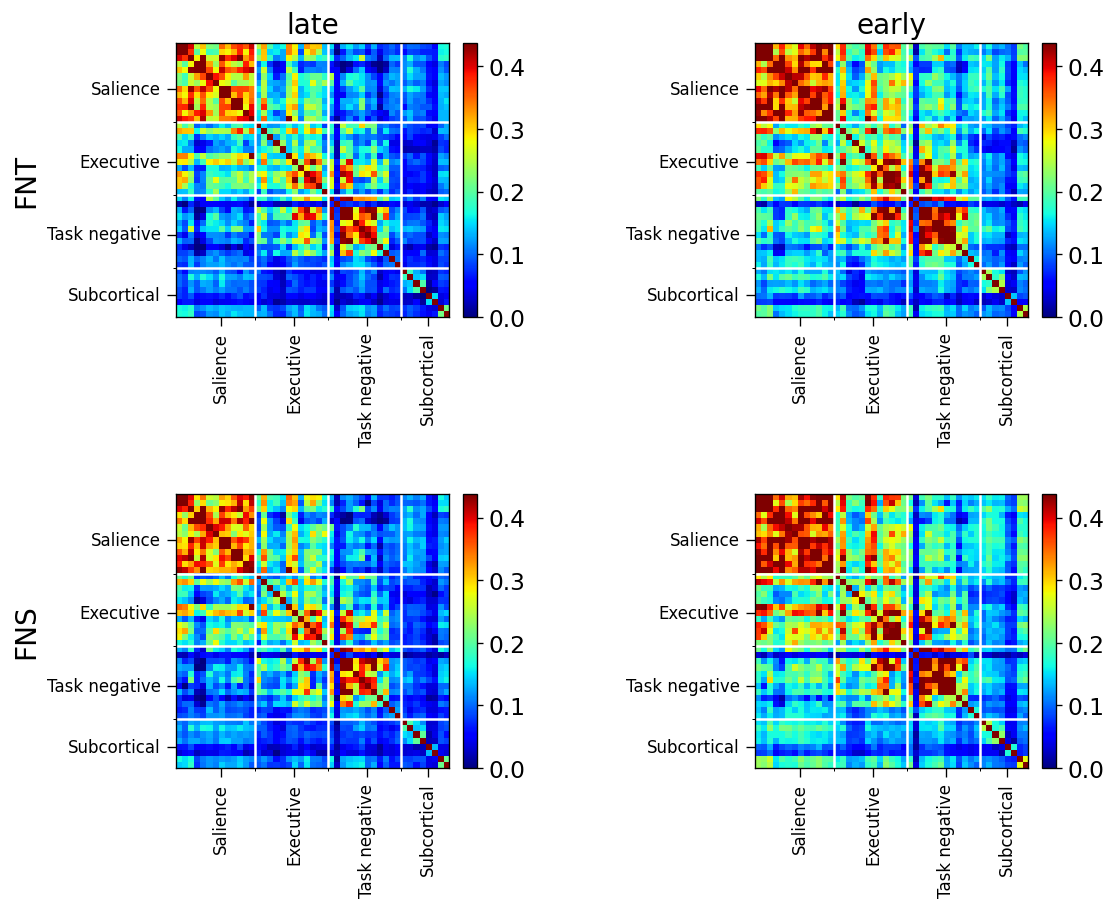 late
early
FNT
Salience
Executive
Task negative
Subcortical
0.4
0.3
0.2
0.1
0.0
Salience
Executive
Task negative
Subcortical
Salience
Executive
Task negative
Subcortical
0.4
0.3
0.2
0.1
0.0
Salience
Executive
Task negative
Subcortical
FNS
Salience
Executive
Task negative
Subcortical
0.4
0.3
0.2
0.1
0.0
Salience
Executive
Task negative
Subcortical
Salience
Executive
Task negative
Subcortical
0.4
0.3
0.2
0.1
0.0
Salience
Executive
Task negative
Subcortical